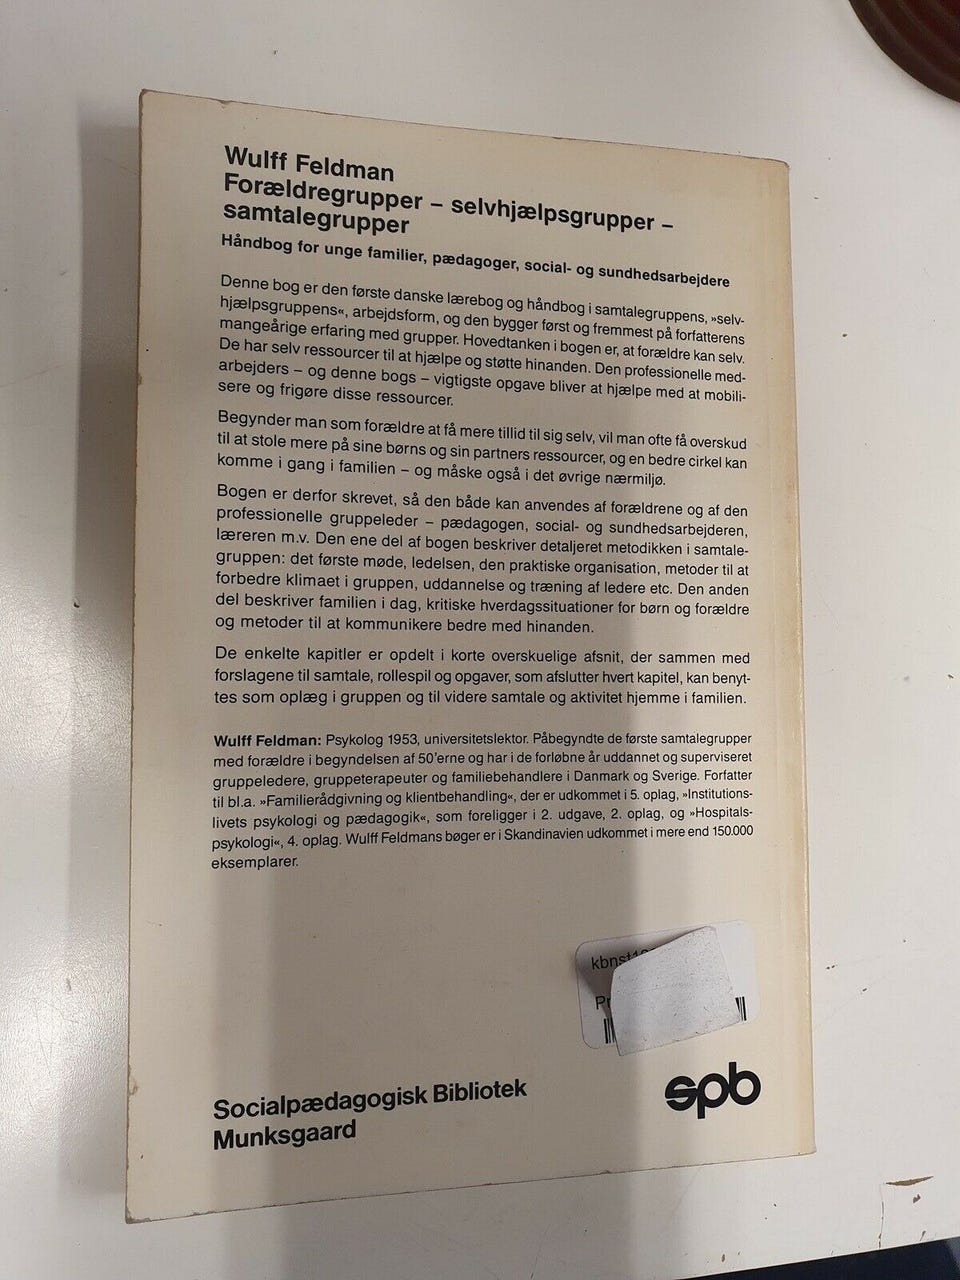 Wulff Feldman
Forældregrupper – selvhjælpsgrupper –
samtalegrupper
Håndbog for unge familier, pædagoger, social- og sundhedsarbejdere
Denne bog er den første danske lærebog og håndbog i samtalegruppens, »selv-
hjælpsgruppens«, arbejdsform, og den bygger først og fremmest på forfatterens
mangeårige erfaring med grupper. Hovedtanken i bogen er, at forældre kan selv.
De har selv ressourcer til at hjælpe og støtte hinanden. Den professionelle med-
arbejders – og denne bogs – vigtigste opgave bliver at hjælpe med at mobili-
sere og frigøre disse ressourcer.
Begynder man som forældre at få mere tillid til sig selv, vil man ofte få overskud
til at stole mere på sine børns og sin partners ressourcer, og en bedre cirkel kan
komme i gang i familien – og måske også i det øvrige nærmiljø.
Bogen er derfor skrevet, så den både kan anvendes af forældrene og af den
professionelle gruppeleder – pædagogen, social- og sundhedsarbejderen,
læreren m.v. Den ene del af bogen beskriver detaljeret metodikken i samtale-
gruppen: det første møde, ledelsen, den praktiske organisation, metoder til at
forbedre klimaet i gruppen, uddannelse og træning af ledere etc. Den anden
del beskriver familien i dag, kritiske hverdagssituationer for børn og forældre
og metoder til at kommunikere bedre med hinanden.
De enkelte kapitler er opdelt i korte overskuelige afsnit, der sammen med
forslagene til samtale, rollespil og opgaver, som afslutter hvert kapitel, kan benyt-
tes som oplæg i gruppen og til videre samtale og aktivitet hjemme i familien.
Wulff Feldman: Psykolog 1953, universitetslektor. Påbegyndte de første samtalegrupper
med forældre i begyndelsen af 50'erne og har i de forløbne år uddannet og superviseret
gruppeledere, gruppeterapeuter og familiebehandlere i Danmark og Sverige. Forfatter
til bl.a. »Familierådgivning og klientbehandling«, der er udkommet i 5. oplag, »Institutions-
livets psykologi og pædagogik«, som foreligger i 2. udgave, 2. oplag, og »Hospitals-
psykologi«, 4. oplag. Wulff Feldmans bøger er i Skandinavien udkommet i mere end 150.000
eksemplarer.
Socialpædagogisk Bibliotek
Munksgaard
spb